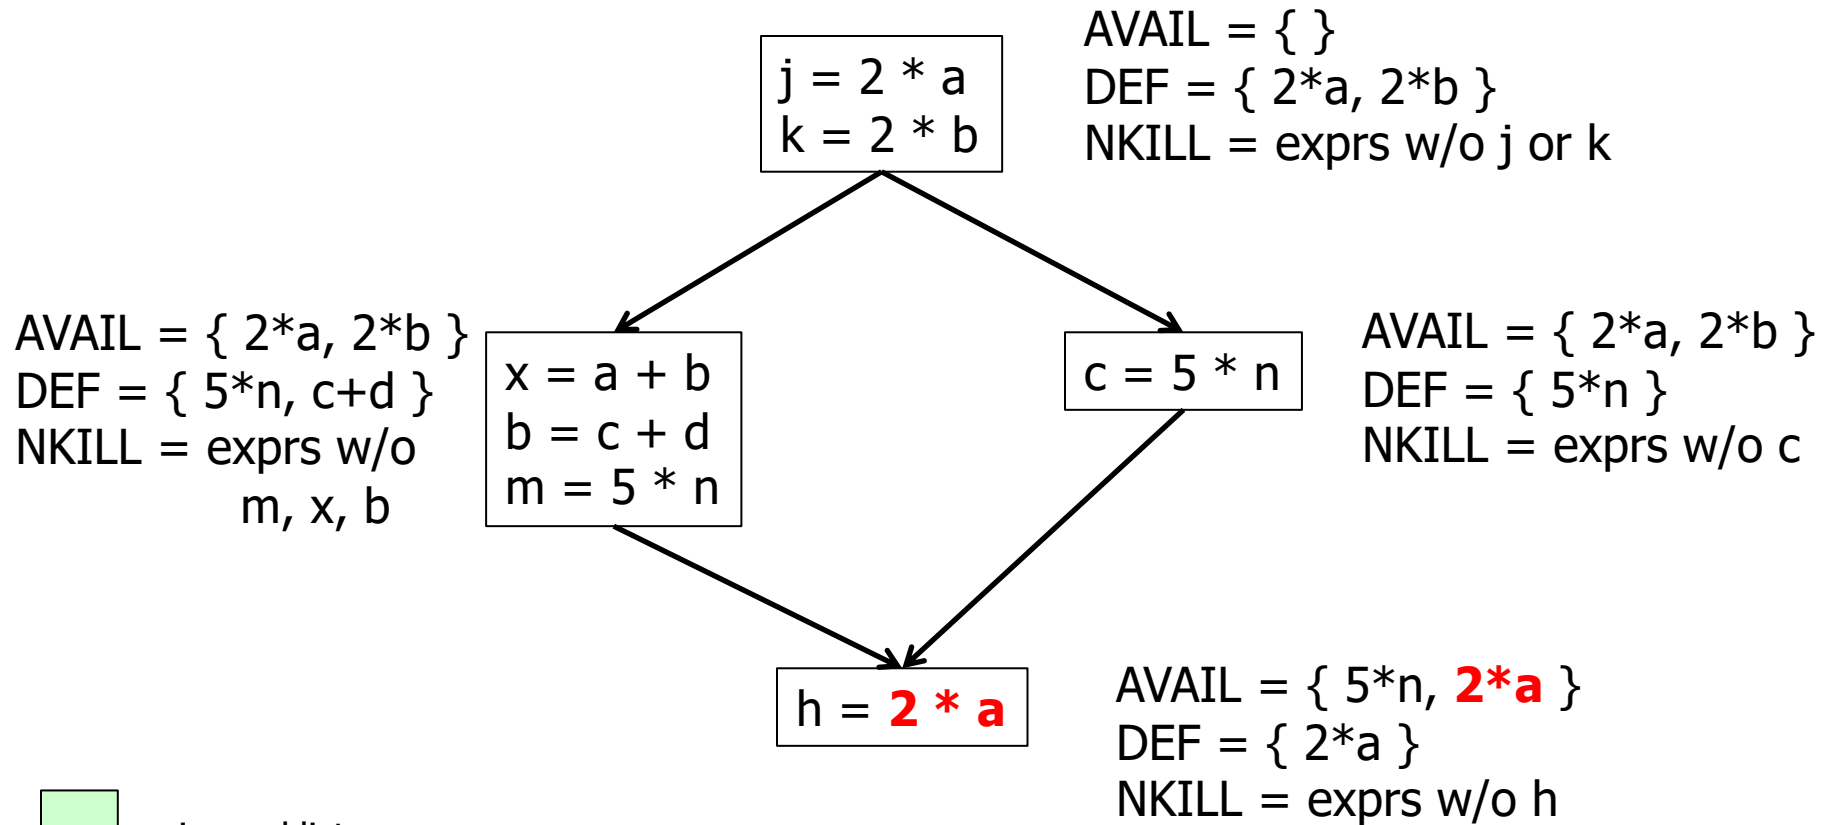 j = 2 * a
k = 2 * b
AVAIL = { }
DEF = { 2*a, 2*b }
NKILL = exprs w/o j or k
AVAIL = { 2*a, 2*b }
DEF = { 5*n, c+d }
NKILL = exprs w/o
m, x, b
x = a + b
b = c + d
m = 5 * n
c = 5 * n
AVAIL = { 2*a, 2*b }
DEF = { 5*n }
NKILL = exprs w/o c
h = 2 * a
AVAIL = { 5*n, 2*a }
DEF = { 2*a }
NKILL = exprs w/o h